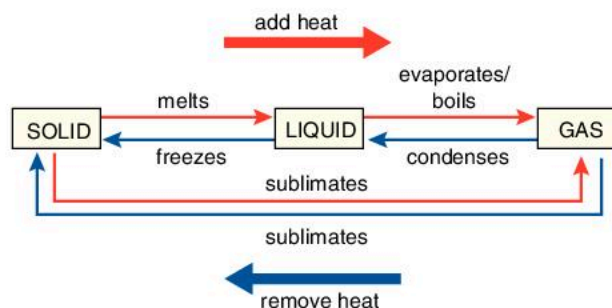 add heat
evaporates/
boils
melts
SOLID
LIQUID
GAS
freezes
condenses
sublimates
sublimates
remove heat